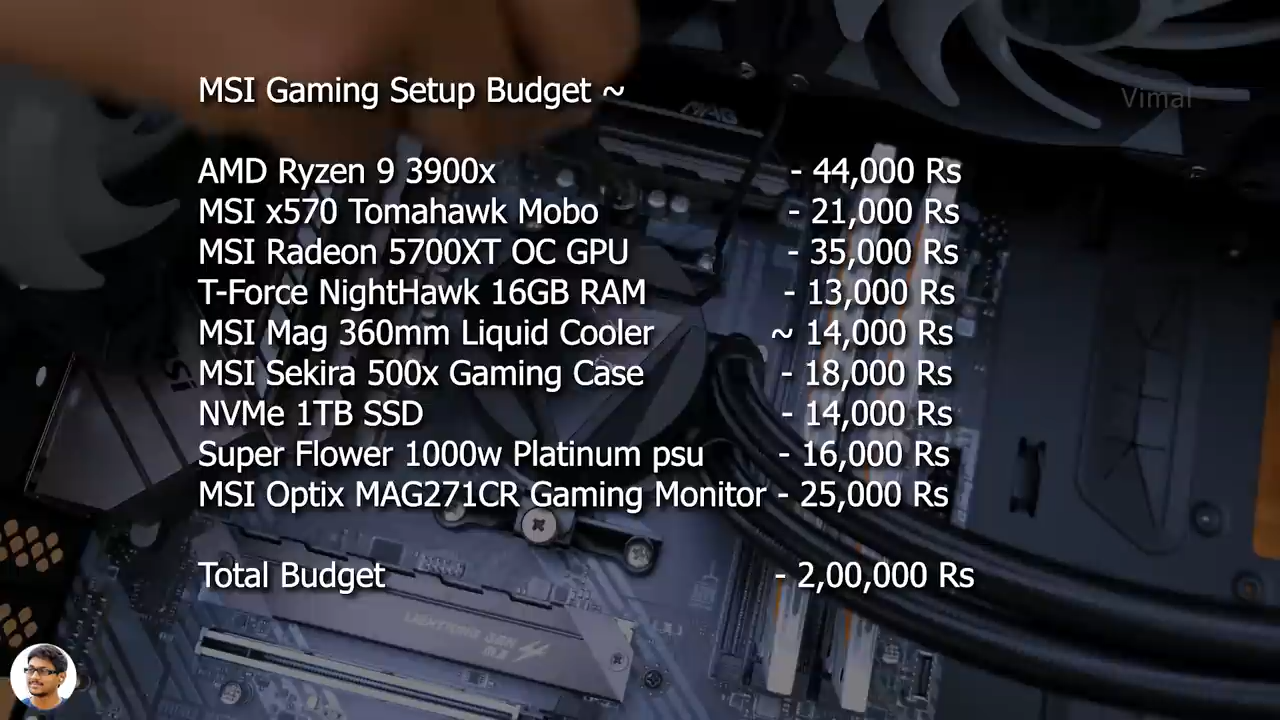 Vimal
MSI Gaming Setup Budget ~
MAG
AMD Ryzen 9 3900x - 44,000 Rs
MSI x570 Tomahawk Mobo - 21,000 Rs
MSI Radeon 5700XT OC GPU - 35,000 Rs
T-Force NightHawk 16GB RAM - 13,000 Rs
MSI Mag 360mm Liquid Cooler ~ 14,000 Rs
MSI Sekira 500x Gaming Case - 18,000 Rs
NVMe 1TB SSD - 14,000 Rs
Super Flower 1000w Platinum psu - 16,000 Rs
MSI Optix MAG271CR Gaming Monitor - 25,000 Rs
Total Budget - 2,00,000 Rs
LIGHTNING GEN